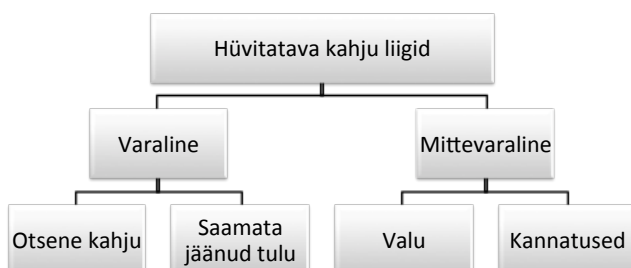 Hüvitatava kahju liigid
Varaline
Mittevaraline
Otsene kahju
Saamata
jäänud tulu
Valu
Kannatused